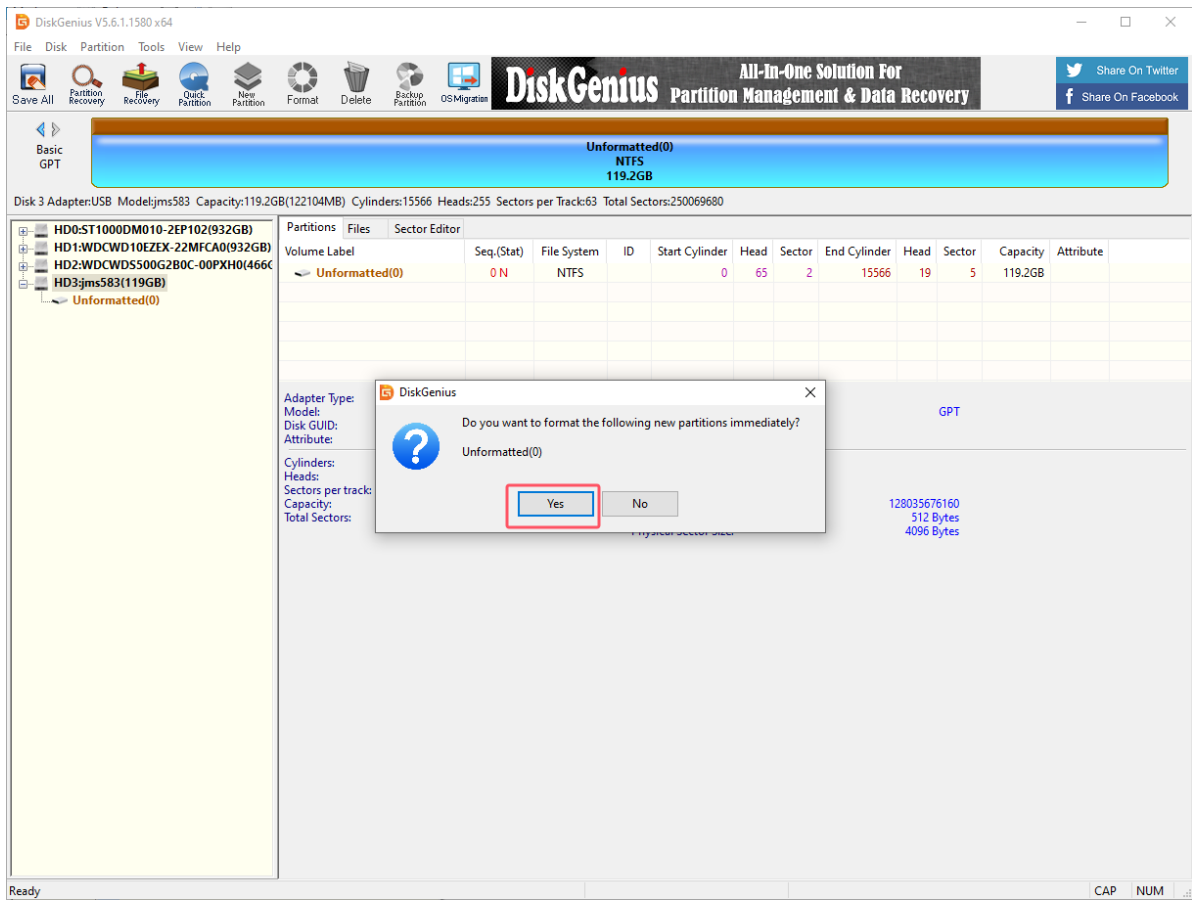 DiskGenius V5.6.1.1580 x64
File Disk Partition Tools View Help
Save All
Partition Recovery
File Recovery
Quick Partition
New Partition
Format
Delete
Backup Partition
OS Migration
DiskGenius
All-In-One Solution For
Partition Management & Data Recovery
Share On Twitter
Share On Facebook
Basic
GPT
Unformatted(0)
NTFS
119.2GB
Disk 3 Adapter:USB Model:jms583 Capacity:119.2GB(122104MB) Cylinders:15566 Heads:255 Sectors per Track:63 Total Sectors:250069680
HD0:ST1000DM010-2EP102(932GB)
HD1:WDCWD10EZEX-22MFCA0(932GB)
HD2:WDCWDS500G2B0C-00PXH0(466G
HD3:jms583(119GB)
Unformatted(0)
Partitions Files Sector Editor
Volume Label Seq.(Stat) File System ID Start Cylinder Head Sector End Cylinder Head Sector Capacity Attribute
Unformatted(0) 0 N NTFS 0 65 2 15566 19 5 119.2GB
Adapter Type:
Model: GPT
Disk GUID:
Attribute:
Cylinders:
Heads:
Sectors per track:
Capacity: 128035676160
Total Sectors: 512 Bytes
Physical Sector Size: 4096 Bytes
DiskGenius
Do you want to format the following new partitions immediately?
Unformatted(0)
Yes No
Ready CAP NUM